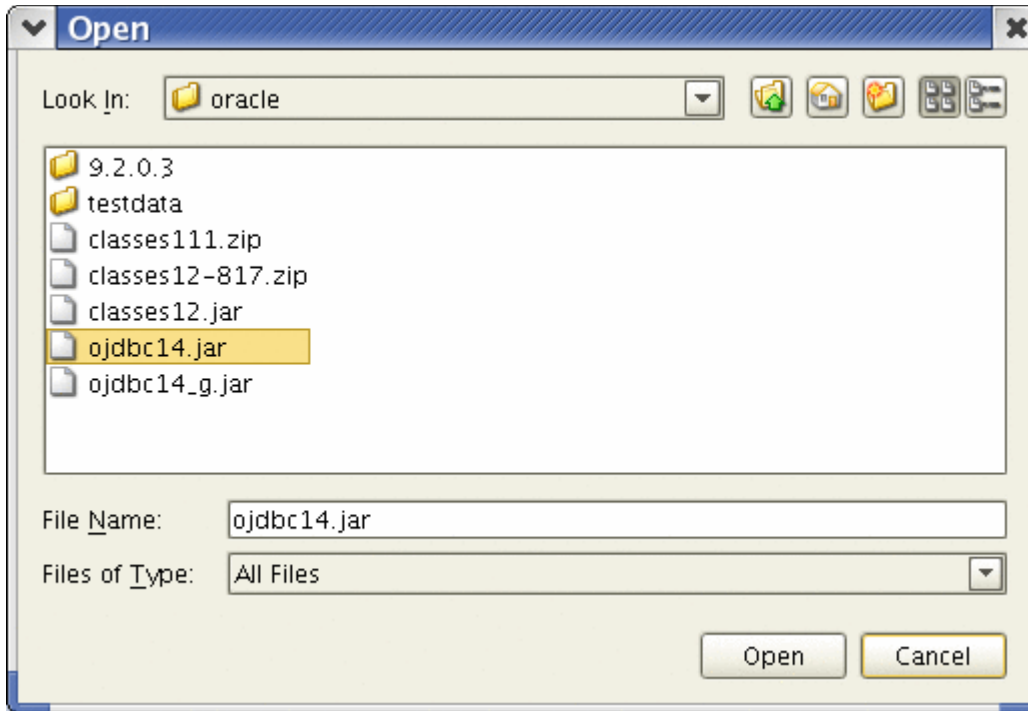 Open
Look In: oracle
9.2.0.3
testdata
classes111.zip
classes12-817.zip
classes12.jar
ojdbc14.jar
ojdbc14_g.jar
File Name: ojdbc14.jar
Files of Type: All Files
Open Cancel